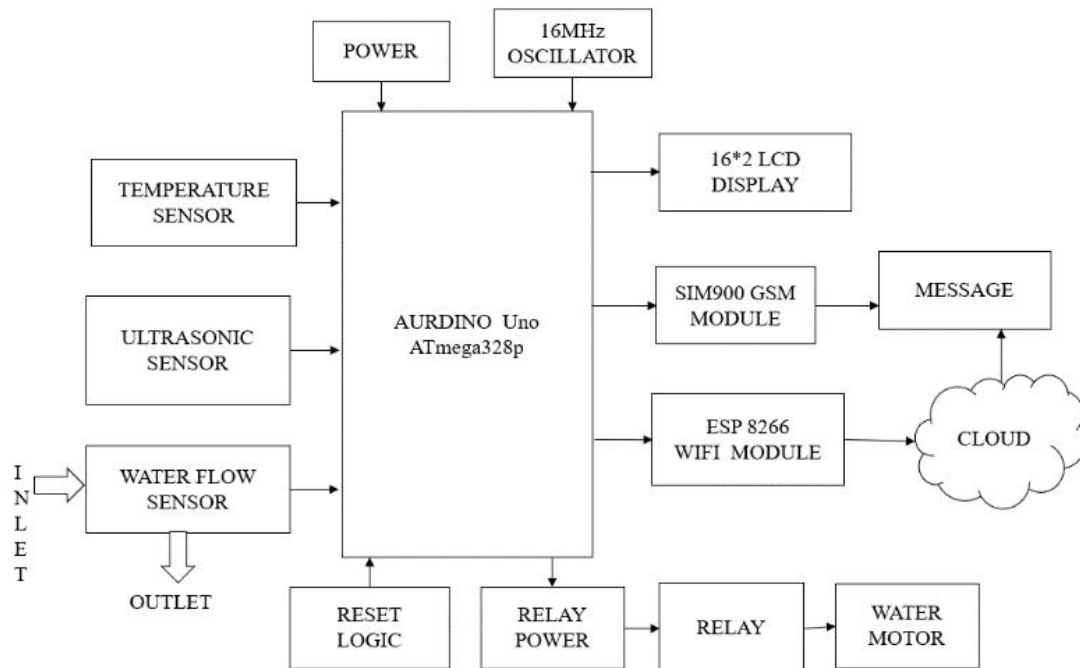 POWER
16MHz
OSCILLATOR
TEMPERATURE
SENSOR
16*2 LCD
DISPLAY
ULTRASONIC
SENSOR
AURDINO Uno
ATmega328p
SIM900 GSM
MODULE
MESSAGE
INLET
WATER FLOW
SENSOR
ESP 8266
WIFI MODULE
CLOUD
OUTLET
RESET
LOGIC
RELAY
POWER
RELAY
WATER
MOTOR